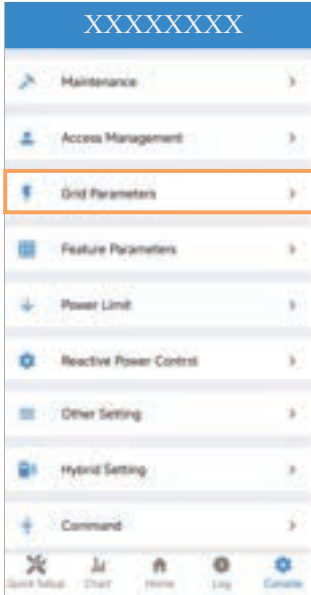 XXXXXXXX
Maintenance
Access Management
Grid Parameters
Feature Parameters
Power Limit
Reactive Power Control
Other Setting
Hybrid Setting
Command
Quick Setup Chart Home Log Console